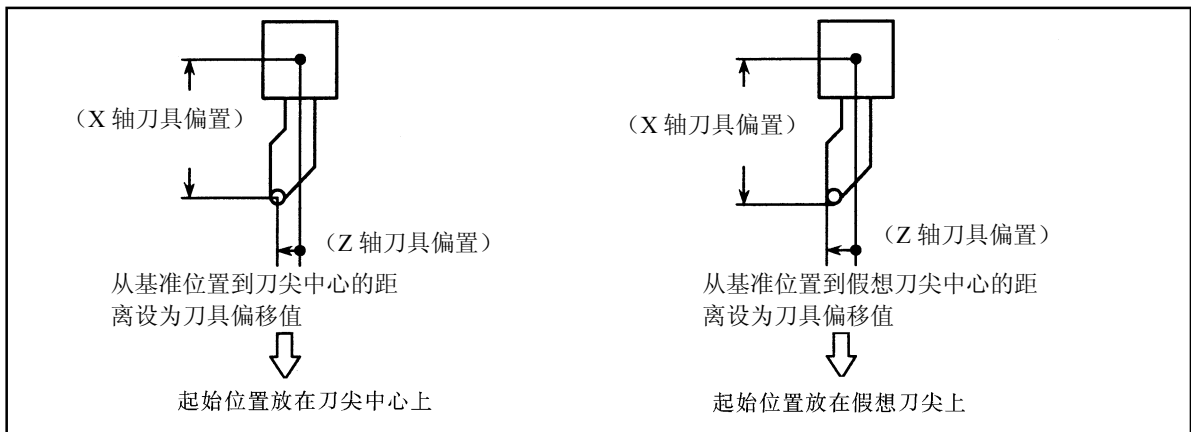 （X 轴刀具偏置）
（Z 轴刀具偏置）
从基准位置到刀尖中心的距
离设为刀具偏移值
起始位置放在刀尖中心上
（X 轴刀具偏置）
（Z 轴刀具偏置）
从基准位置到假想刀尖中心的距
离设为刀具偏移值
起始位置放在假想刀尖上